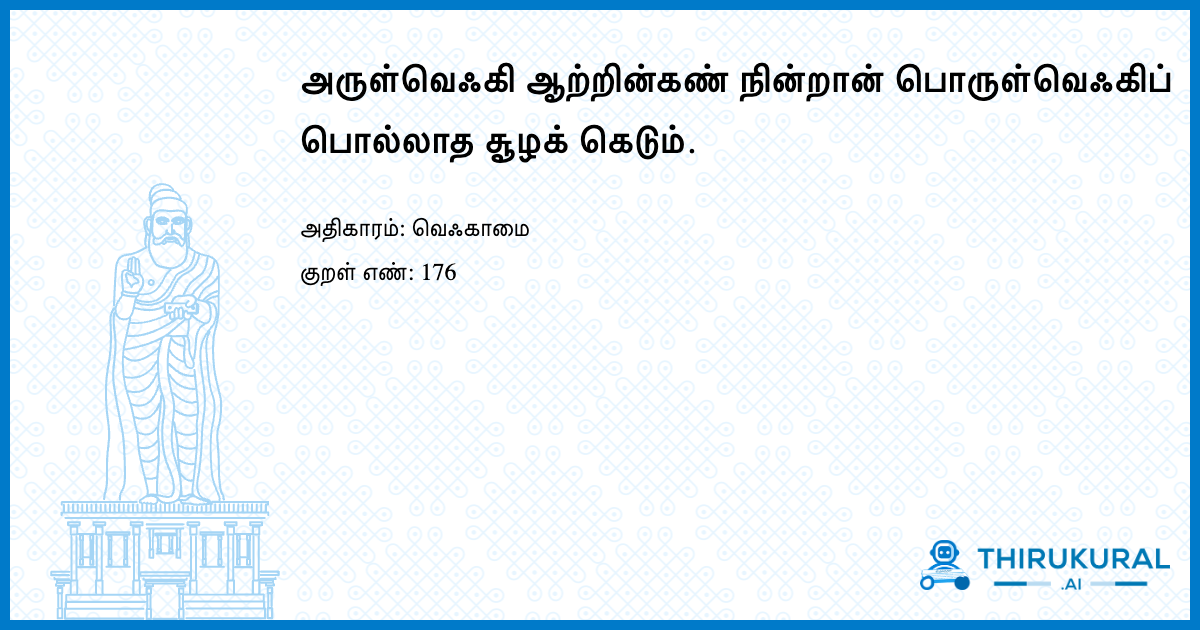 அருள்வெஃகி ஆற்றின்கண் நின்றான் பொருள்வெஃகிப்
பொல்லாத சூழக் கெடும்.
அதிகாரம்: வெஃகாமை
குறள் எண்: 176
THIRUKURAL
.AI